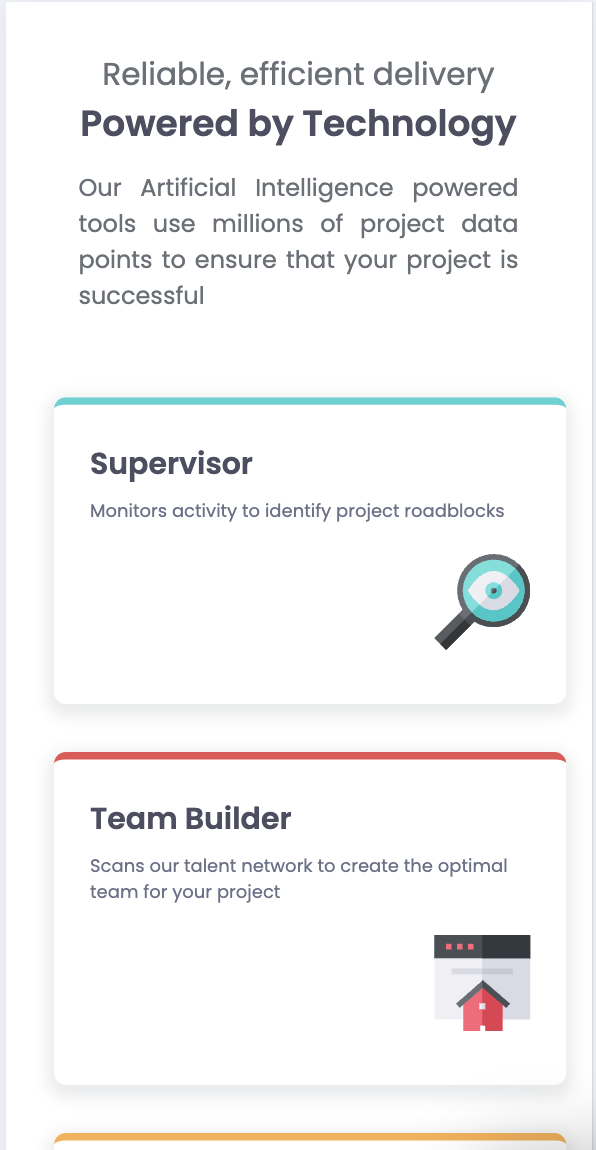 Reliable, efficient delivery
Powered by Technology
Our Artificial Intelligence powered
tools use millions of project data
points to ensure that your project is
successful
Supervisor
Monitors activity to identify project roadblocks
Team Builder
Scans our talent network to create the optimal
team for your project